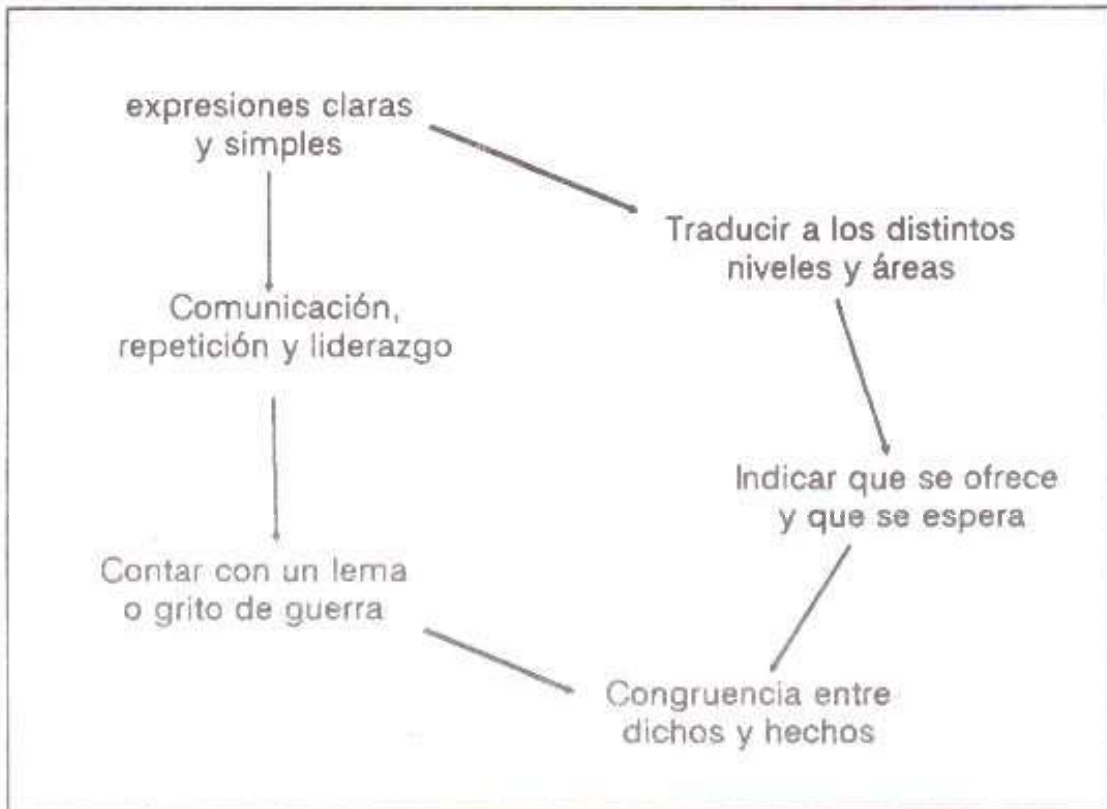 expresiones claras
y simples
Traducir a los distintos
niveles y áreas
Comunicación,
repetición y liderazgo
Indicar que se ofrece
y que se espera
Contar con un lema
o grito de guerra
Congruencia entre
dichos y hechos